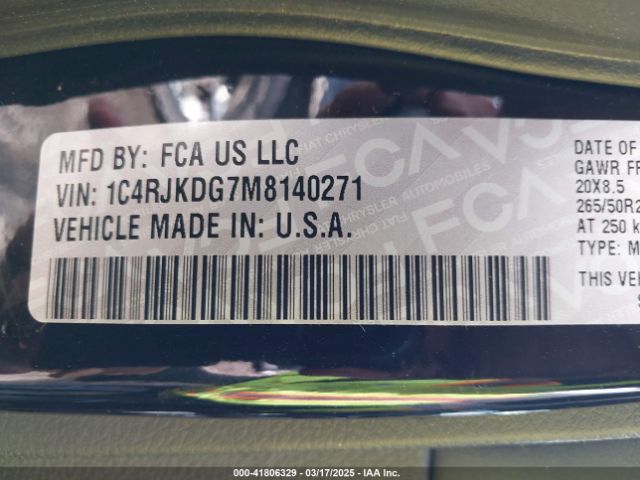 MFD BY: FCA US LLC
VIN: 1C4RJKDG7M8140271
VEHICLE MADE IN: U.S.A.
DATE OF
GAWR FR
20X8.5
265/50R2
AT 250 k
TYPE: M
THIS VEH
000-41806329 — 03/17/2025 — IAA Inc.